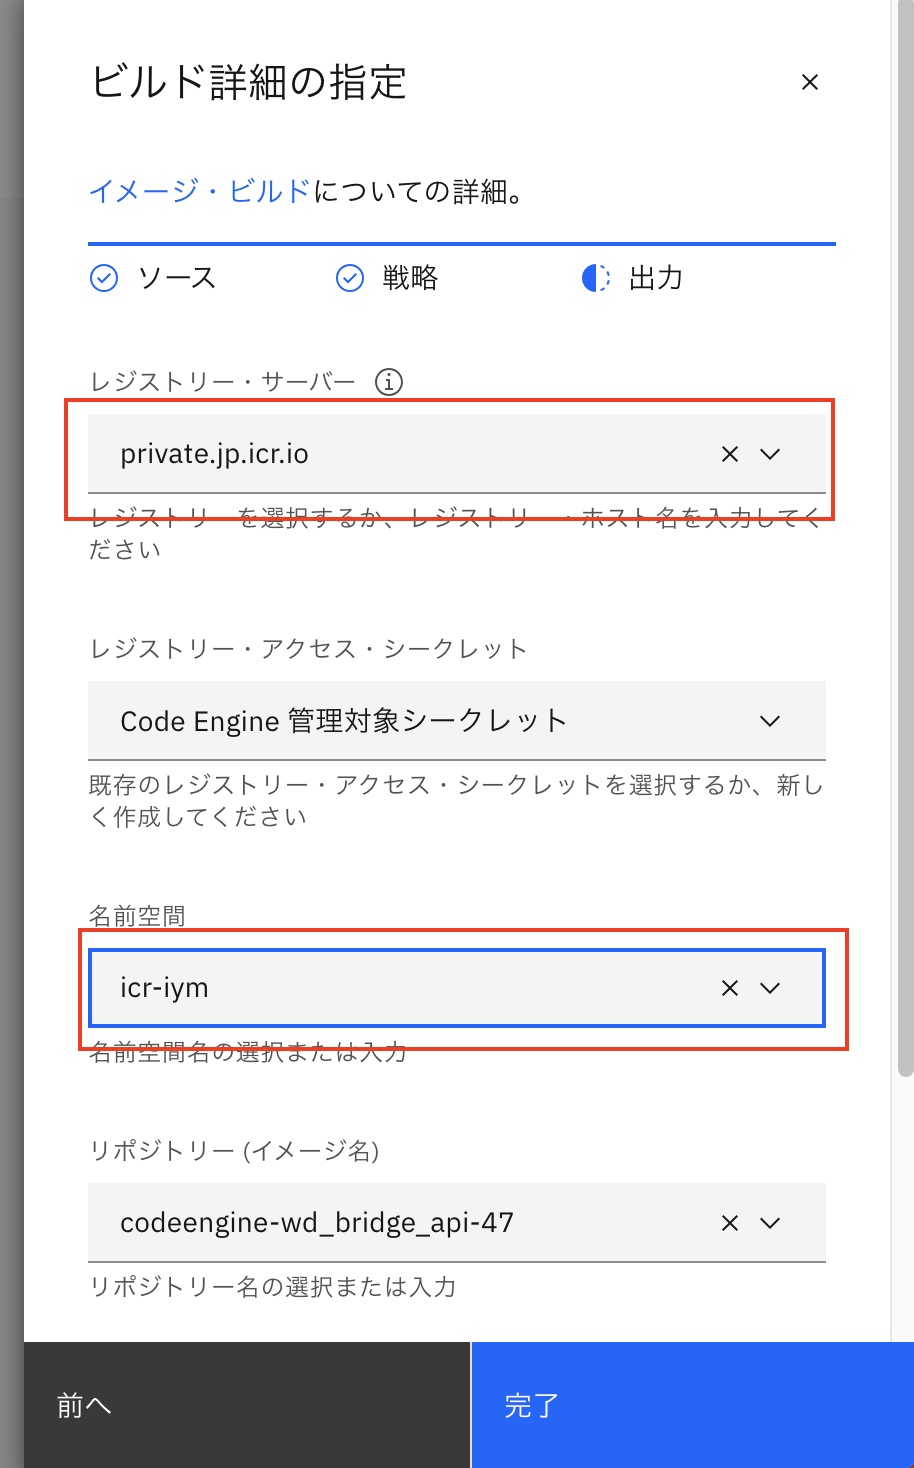 ビルド詳細の指定
イメージ・ビルドについての詳細。
ソース
戦略
出力
レジストリー・サーバー
private.jp.icr.io
レジストリーを選択するか、レジストリー・ホスト名を入力してく
ださい
レジストリー・アクセス・シークレット
Code Engine 管理対象シークレット
既存のレジストリー・アクセス・シークレットを選択するか、新し
く作成してください
名前空間
icr-iym
名前空間名の選択または入力
リポジトリー (イメージ名)
codeengine-wd_bridge_api-47
リポジトリー名の選択または入力
前へ
完了